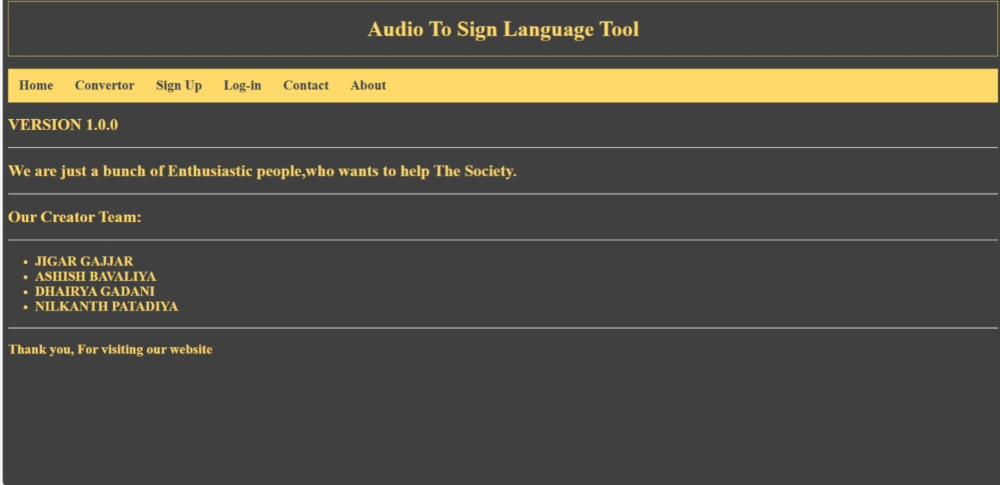 Audio To Sign Language Tool
Home Convertor Sign Up Log-in Contact About
VERSION 1.0.0
We are just a bunch of Enthusiastic people,who wants to help The Society.
Our Creator Team:
• JIGAR GAJJAR
• ASHISH BAVALIYA
• DHAIRYA GADANI
• NILKANTH PATADIYA
Thank you, For visiting our website